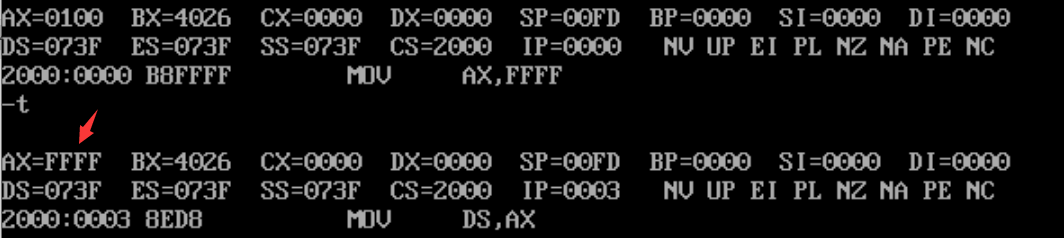 AX=0100 BX=4026 CX=0000 DX=0000 SP=00FD BP=0000 SI=0000 DI=0000
DS=073F ES=073F SS=073F CS=2000 IP=0000 NV UP EI PL NZ NA PE NC
2000:0000 B8FFFF MOV AX,FFFF
-t
AX=FFFF BX=4026 CX=0000 DX=0000 SP=00FD BP=0000 SI=0000 DI=0000
DS=073F ES=073F SS=073F CS=2000 IP=0003 NV UP EI PL NZ NA PE NC
2000:0003 8ED8 MOV DS,AX